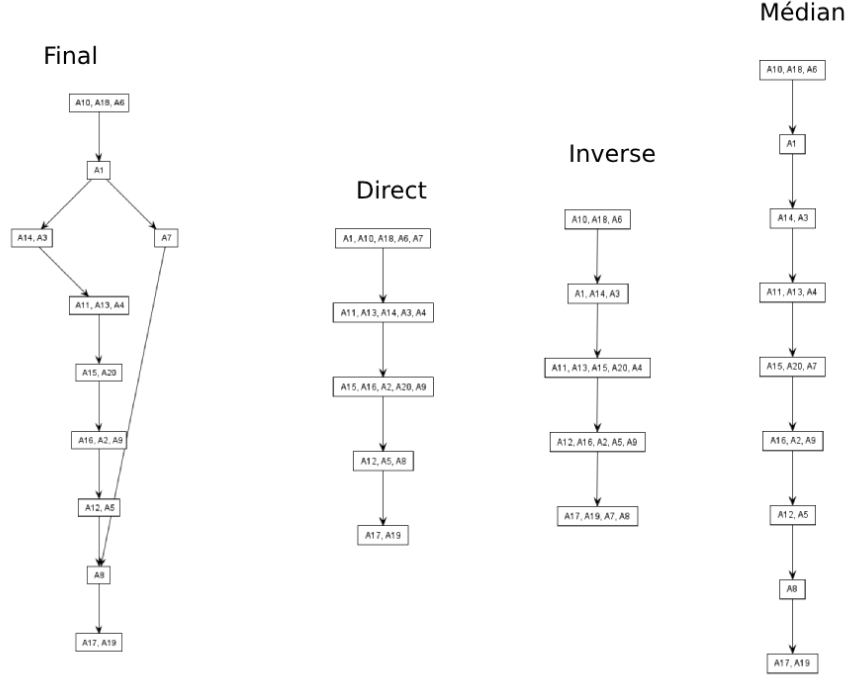 Final
A10, A18, A6
A1
A14, A3
A7
A11, A13, A4
A15, A20
A16, A2, A9
A12, A5
A8
A17, A19
Direct
A1, A10, A18, A6, A7
A11, A13, A14, A3, A4
A15, A16, A2, A20, A9
A12, A5, A8
A17, A19
Inverse
A10, A18, A6
A1, A14, A3
A11, A13, A15, A20, A4
A12, A16, A2, A5, A9
A17, A19, A7, A8
Médian
A10, A18, A6
A1
A14, A3
A11, A13, A4
A15, A20, A7
A16, A2, A9
A12, A5
A8
A17, A19